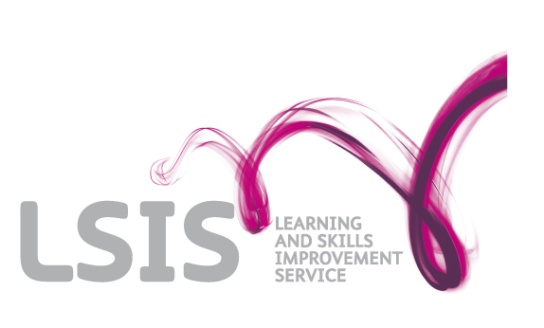 LSIS
LEARNING
AND SKILLS
IMPROVEMENT
SERVICE